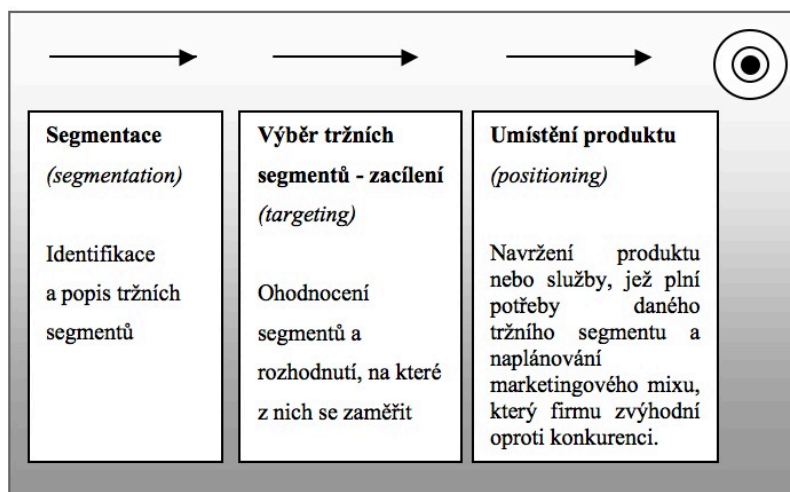 Segmentace
(segmentation)
Identifikace
a popis tržních
segmentů
Výběr tržních
segmentů - zacílení
(targeting)
Ohodnocení
segmentů a
rozhodnutí, na které
z nich se zaměřit
Umístění produktu
(positioning)
Navržení produktu
nebo služby, jež plní
potřeby daného
tržního segmentu a
naplánování
marketingového mixu,
který firmu zvýhodní
oproti konkurenci.